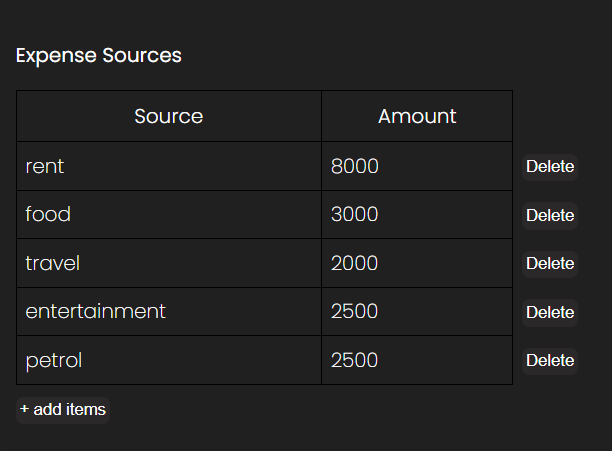 Expense Sources
Source Amount
rent 8000 Delete
food 3000 Delete
travel 2000 Delete
entertainment 2500 Delete
petrol 2500 Delete
+ add items